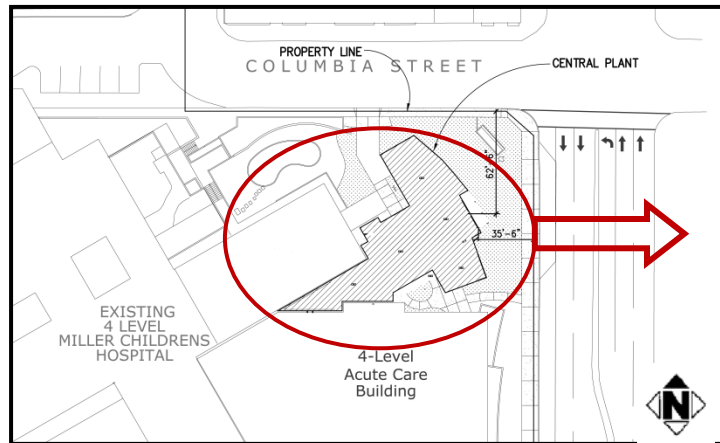 PROPERTY LINE
COLUMBIA STREET
CENTRAL PLANT
62'-6"
35'-6"
EXISTING
4 LEVEL
MILLER CHILDRENS
HOSPITAL
4-Level
Acute Care
Building
N